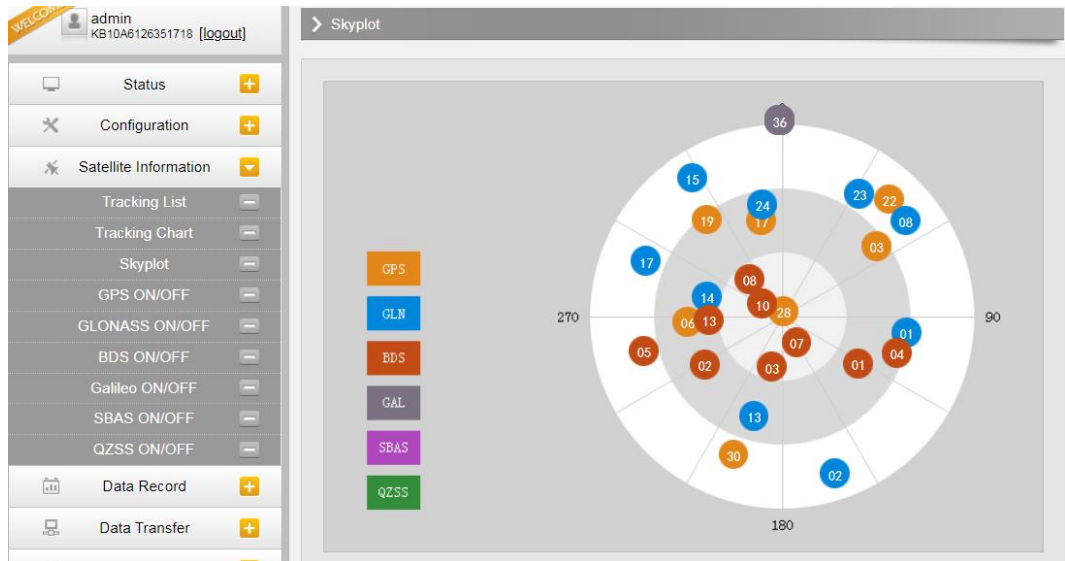 WELCOME
admin
KB10A6126351718 [logout]
Status
Configuration
Satellite Information
Tracking List
Tracking Chart
Skyplot
GPS ON/OFF
GLONASS ON/OFF
BDS ON/OFF
Galileo ON/OFF
SBAS ON/OFF
QZSS ON/OFF
Data Record
Data Transfer
Skyplot
GPS
GLN
BDS
GAL
SBAS
QZSS
36
15
23
22
24
19
17
08
03
17
08
14
10
28
270
90
06
13
01
07
05
04
02
03
01
13
30
02
180